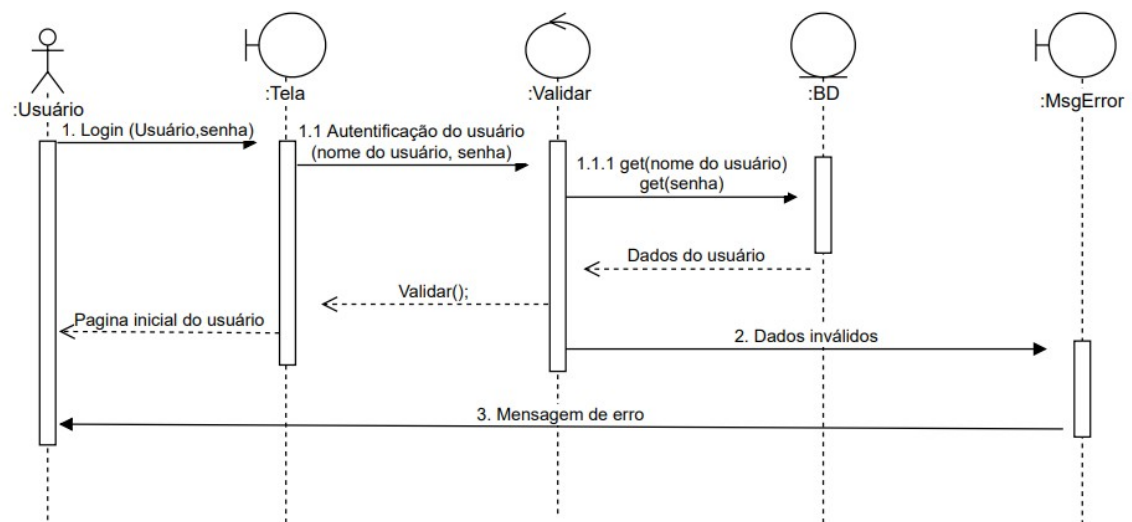 :Usuário
:Tela
:Validar
:BD
:MsgError
1. Login (Usuário,senha)
1.1 Autentificação do usuário
(nome do usuário, senha)
1.1.1 get(nome do usuário)
get(senha)
Dados do usuário
Validar();
Pagina inicial do usuário
2. Dados inválidos
3. Mensagem de erro